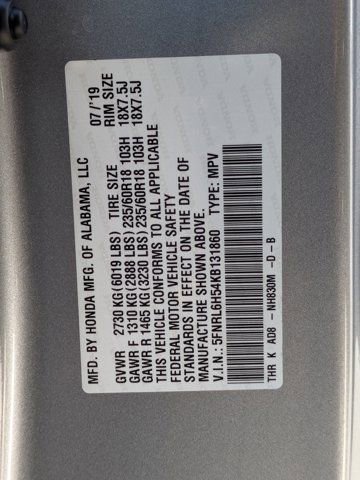 MFD. BY HONDA MFG. OF ALABAMA, LLC 07/'19
GVWR 2730 KG(6019 LBS) TIRE SIZE RIM SIZE
GAWR F 1310 KG(2888 LBS) 235/60R18 103H 18X7.5J
GAWR R 1465 KG(3230 LBS) 235/60R18 103H 18X7.5J
THIS VEHICLE CONFORMS TO ALL APPLICABLE
FEDERAL MOTOR VEHICLE SAFETY
STANDARDS IN EFFECT ON THE DATE OF
MANUFACTURE SHOWN ABOVE.
V.I.N.: 5FNRL6H54KB131860 TYPE: MPV
THR K AD8 - NH830M -D-B